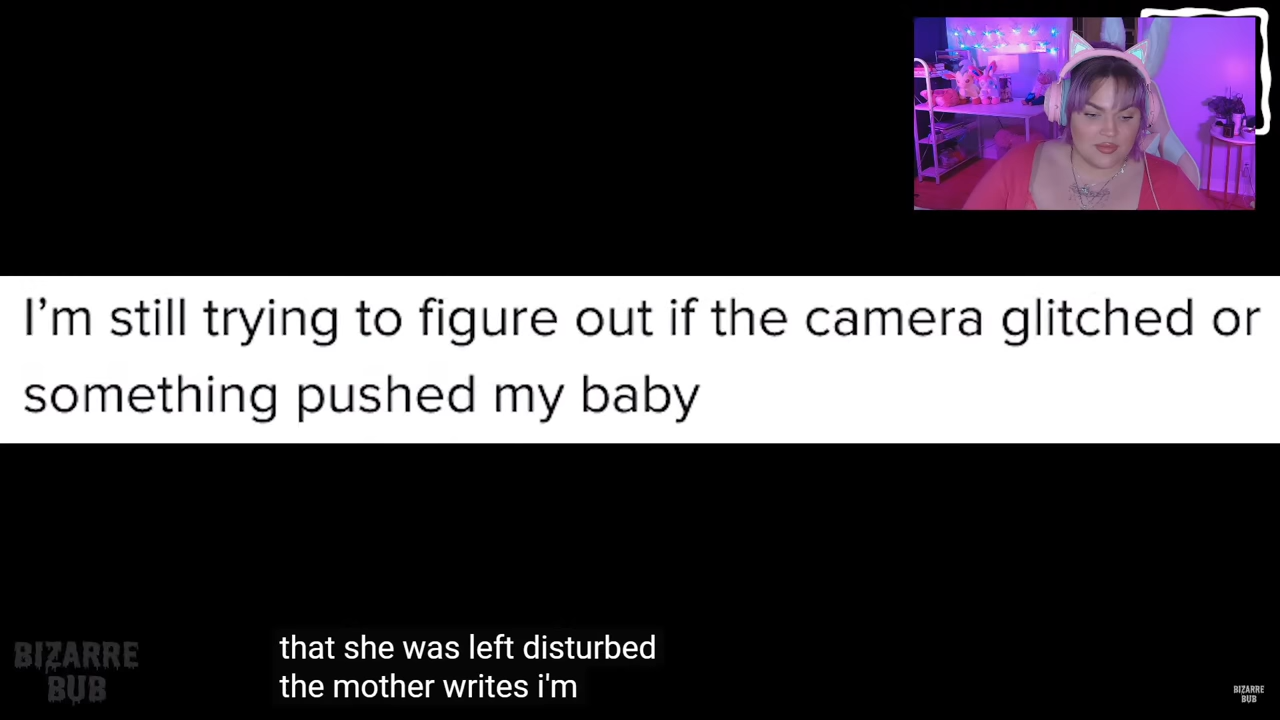 I’m still trying to figure out if the camera glitched or
something pushed my baby
that she was left disturbed
the mother writes i'm
BIZARRE
BUB
BIZARRE
BUB